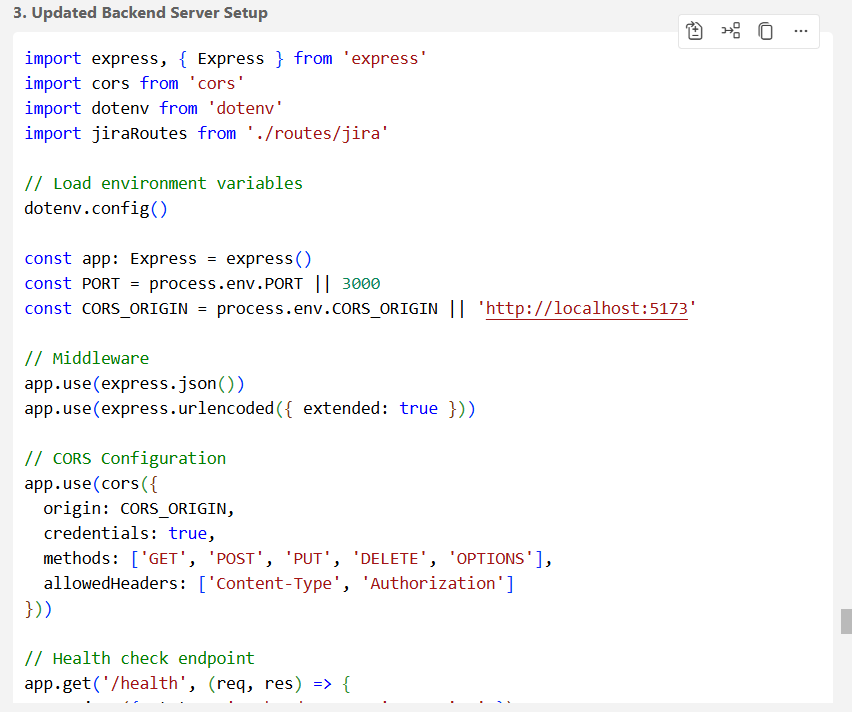 3. Updated Backend Server Setup
import express, { Express } from 'express'
import cors from 'cors'
import dotenv from 'dotenv'
import jiraRoutes from './routes/jira'
// Load environment variables
dotenv.config()
const app: Express = express()
const PORT = process.env.PORT || 3000
const CORS_ORIGIN = process.env.CORS_ORIGIN || 'http://localhost:5173'
// Middleware
app.use(express.json())
app.use(express.urlencoded({ extended: true }))
// CORS Configuration
app.use(cors({
  origin: CORS_ORIGIN,
  credentials: true,
  methods: ['GET', 'POST', 'PUT', 'DELETE', 'OPTIONS'],
  allowedHeaders: ['Content-Type', 'Authorization']
}))
// Health check endpoint
app.get('/health', (req, res) => {